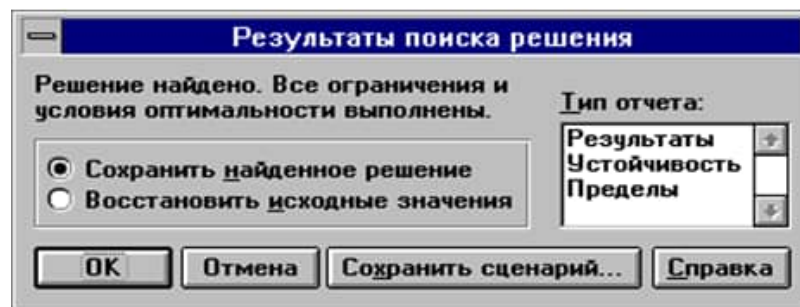 Результаты поиска решения
Решение найдено. Все ограничения и
условия оптимальности выполнены.
Сохранить найденное решение
Восстановить исходные значения
Тип отчета:
Результаты
Устойчивость
Пределы
OK
Отмена
Сохранить сценарий...
Справка